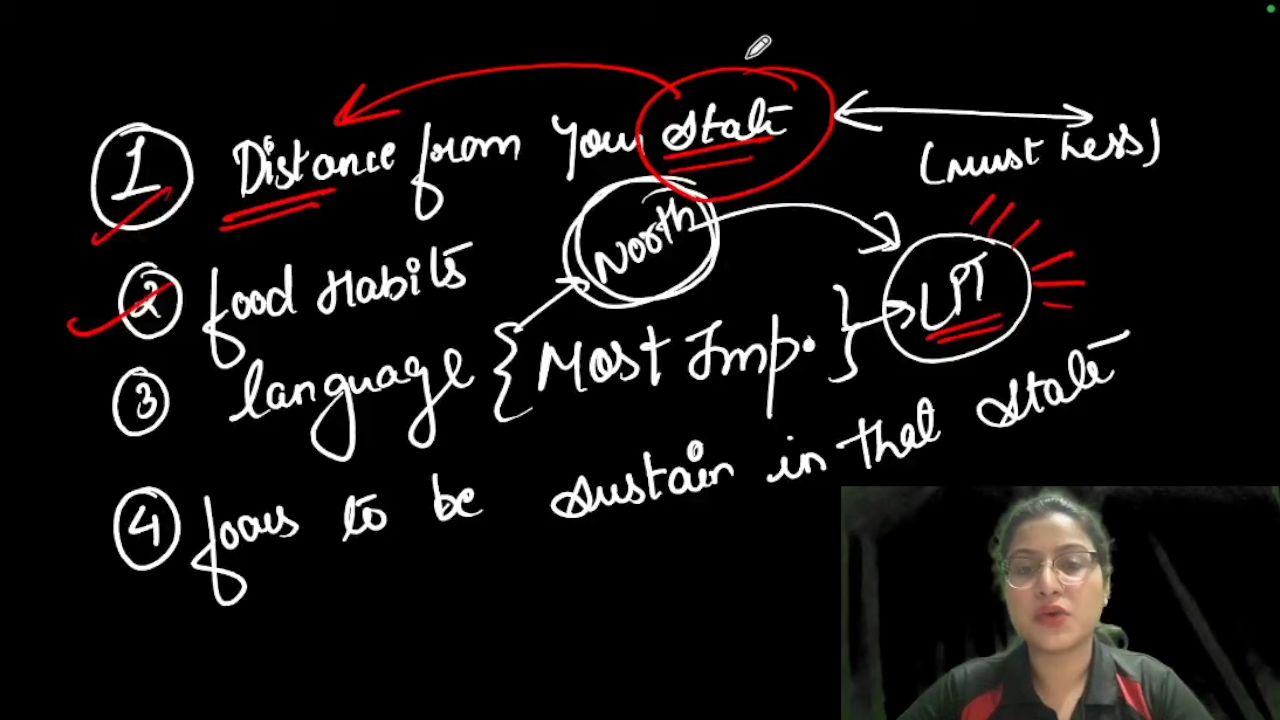 1 Distance from your State
(must Less)
North
2 food Habits
LPT
3 language { Most Imp. }
4 focus to be sustain in that state